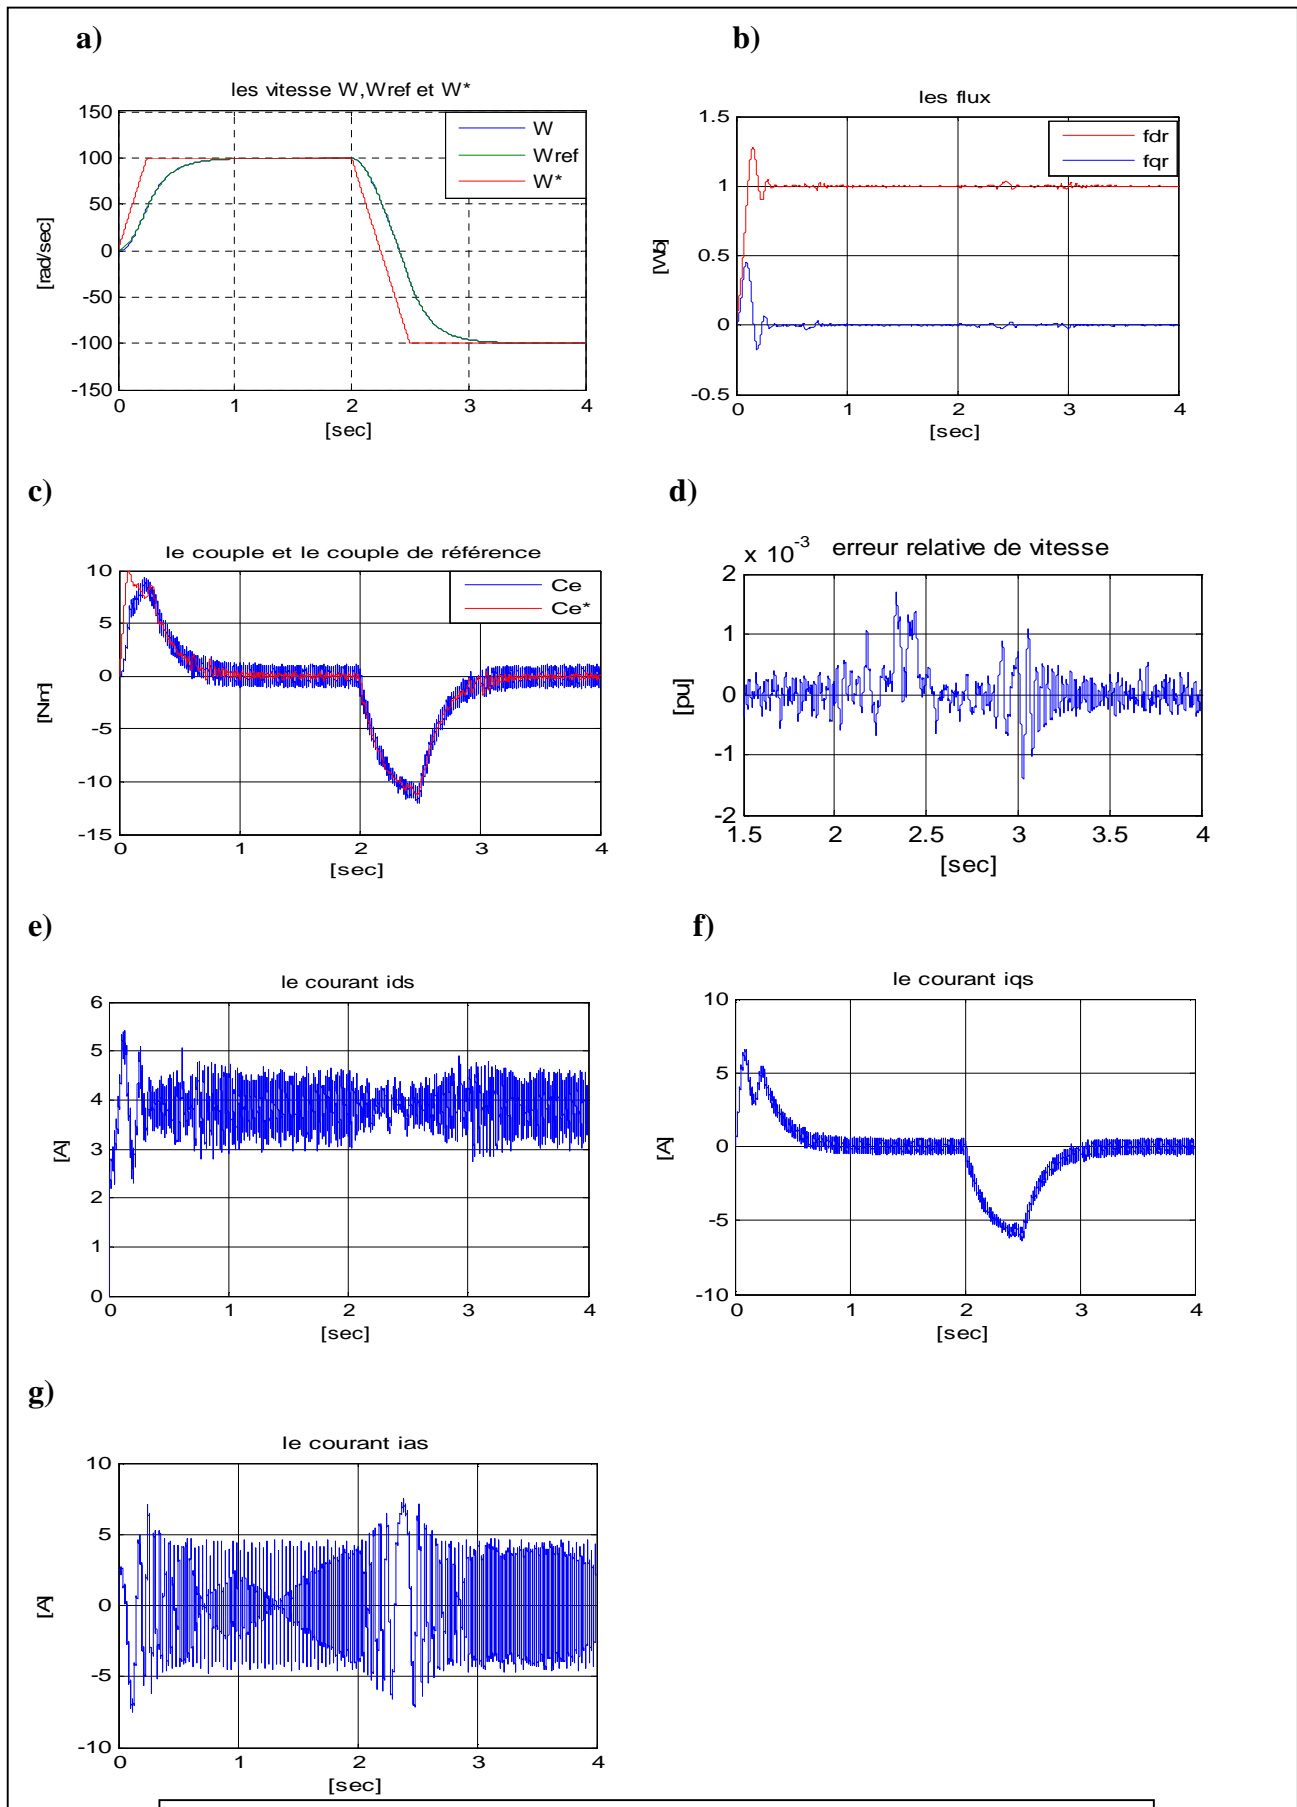 a)
b)
les vitesse W,Wref et W*
150
100
50
0
-50
-100
-150
0 1 2 3 4
[rad/sec]
[sec]
W
Wref
W*
les flux
1.5
1
0.5
0
-0.5
0 1 2 3 4
[Wb]
[sec]
fdr
fqr
c)
d)
le couple et le couple de référence
10
5
0
-5
-10
-15
0 1 2 3 4
[Nm]
[sec]
Ce
Ce*
x 10-3 erreur relative de vitesse
2
1
0
-1
-2
1.5 2 2.5 3 3.5 4
[pu]
[sec]
e)
f)
le courant ids
6
5
4
3
2
1
0
0 1 2 3 4
[A]
[sec]
le courant iqs
10
5
0
-5
-10
0 1 2 3 4
[A]
[sec]
g)
le courant ias
10
5
0
-5
-10
0 1 2 3 4
[A]
[sec]